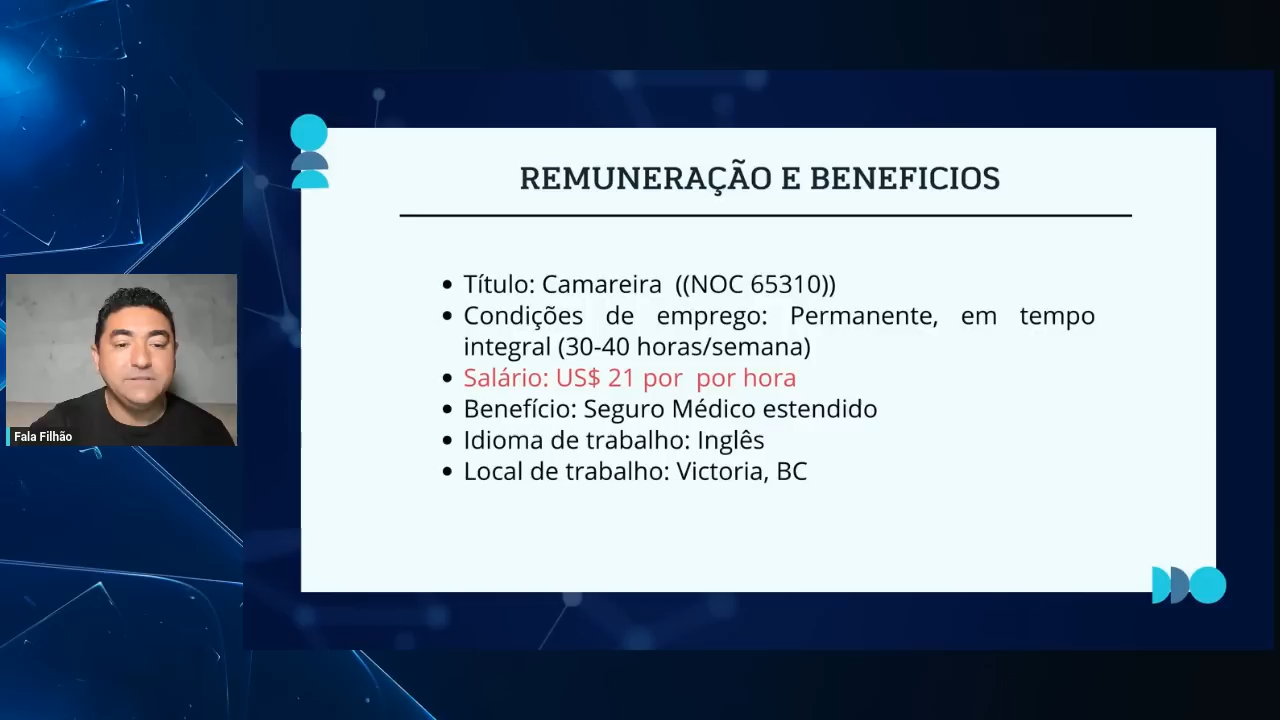 REMUNERAÇÃO E BENEFICIOS
Título: Camareira ((NOC 65310))
Condições de emprego: Permanente, em tempo
integral (30-40 horas/semana)
Salário: US$ 21 por por hora
Benefício: Seguro Médico estendido
Idioma de trabalho: Inglês
Local de trabalho: Victoria, BC
Fala Filhão